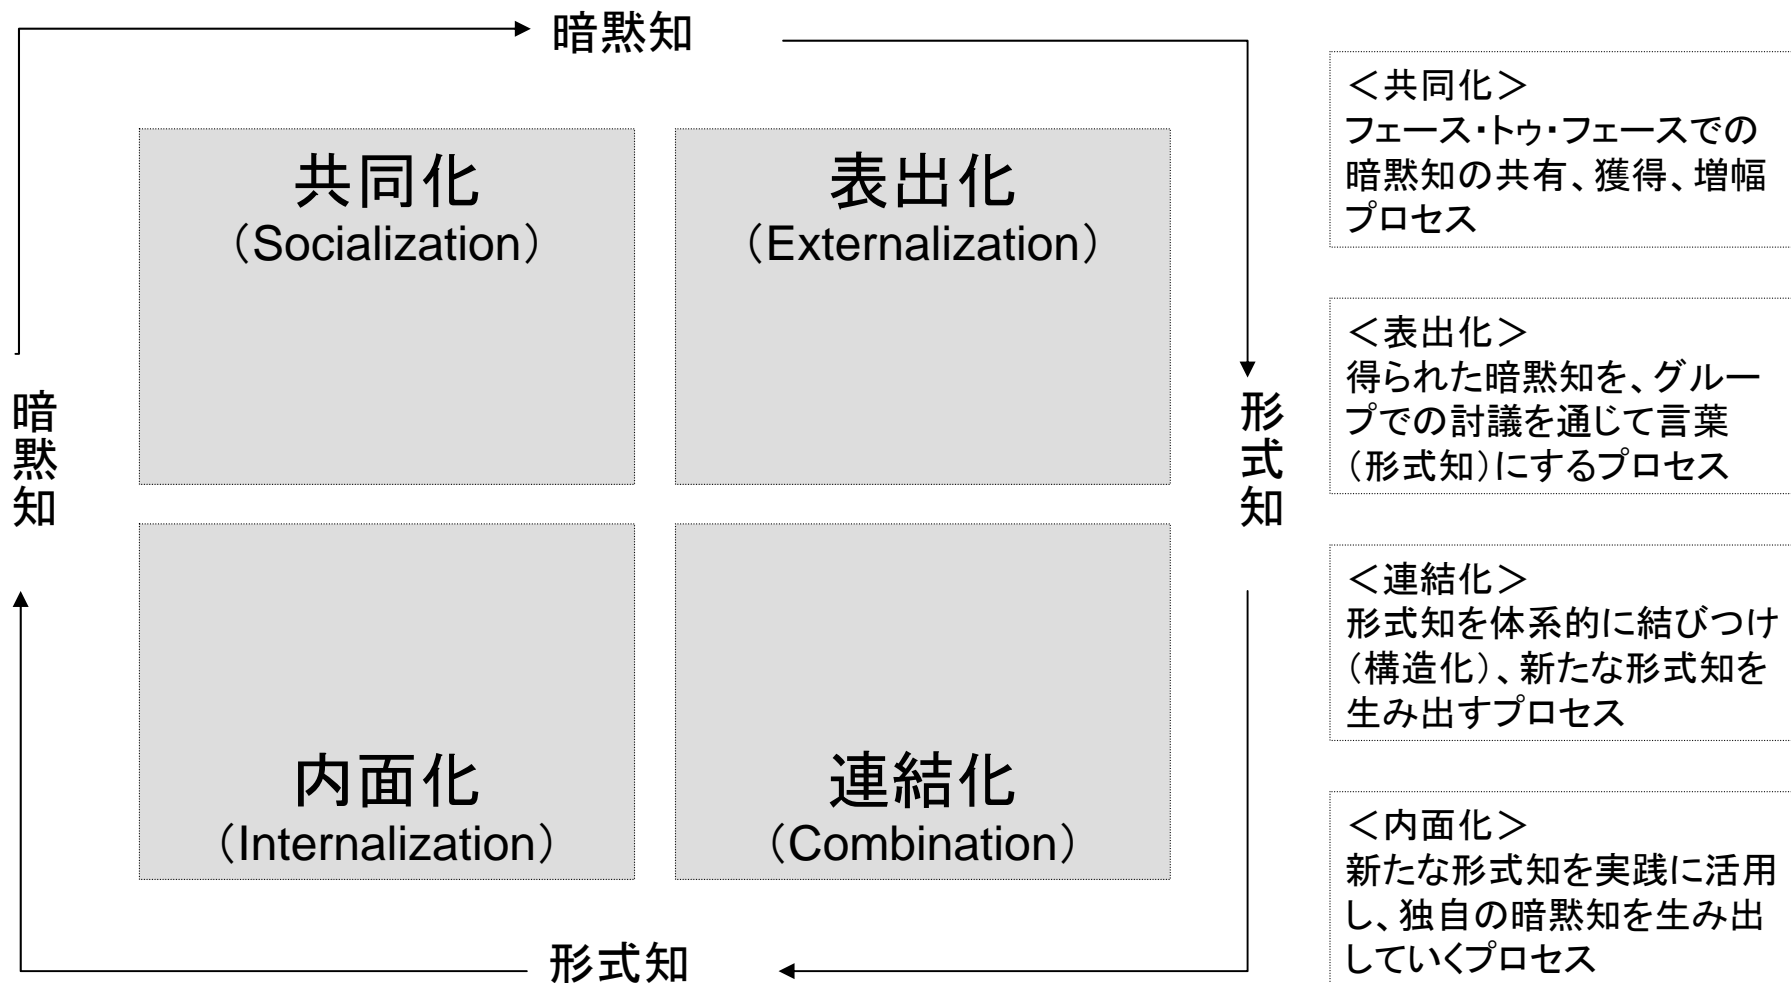 暗黙知
共同化
（Socialization）
表出化
（Externalization）
暗黙知
形式知
内面化
（Internalization）
連結化
（Combination）
形式知
＜共同化＞
フェース・トゥ・フェースでの
暗黙知の共有、獲得、増幅
プロセス
＜表出化＞
得られた暗黙知を、グルー
プでの討議を通じて言葉
（形式知）にするプロセス
＜連結化＞
形式知を体系的に結びつけ
（構造化）、新たな形式知を
生み出すプロセス
＜内面化＞
新たな形式知を実践に活用
し、独自の暗黙知を生み出
していくプロセス